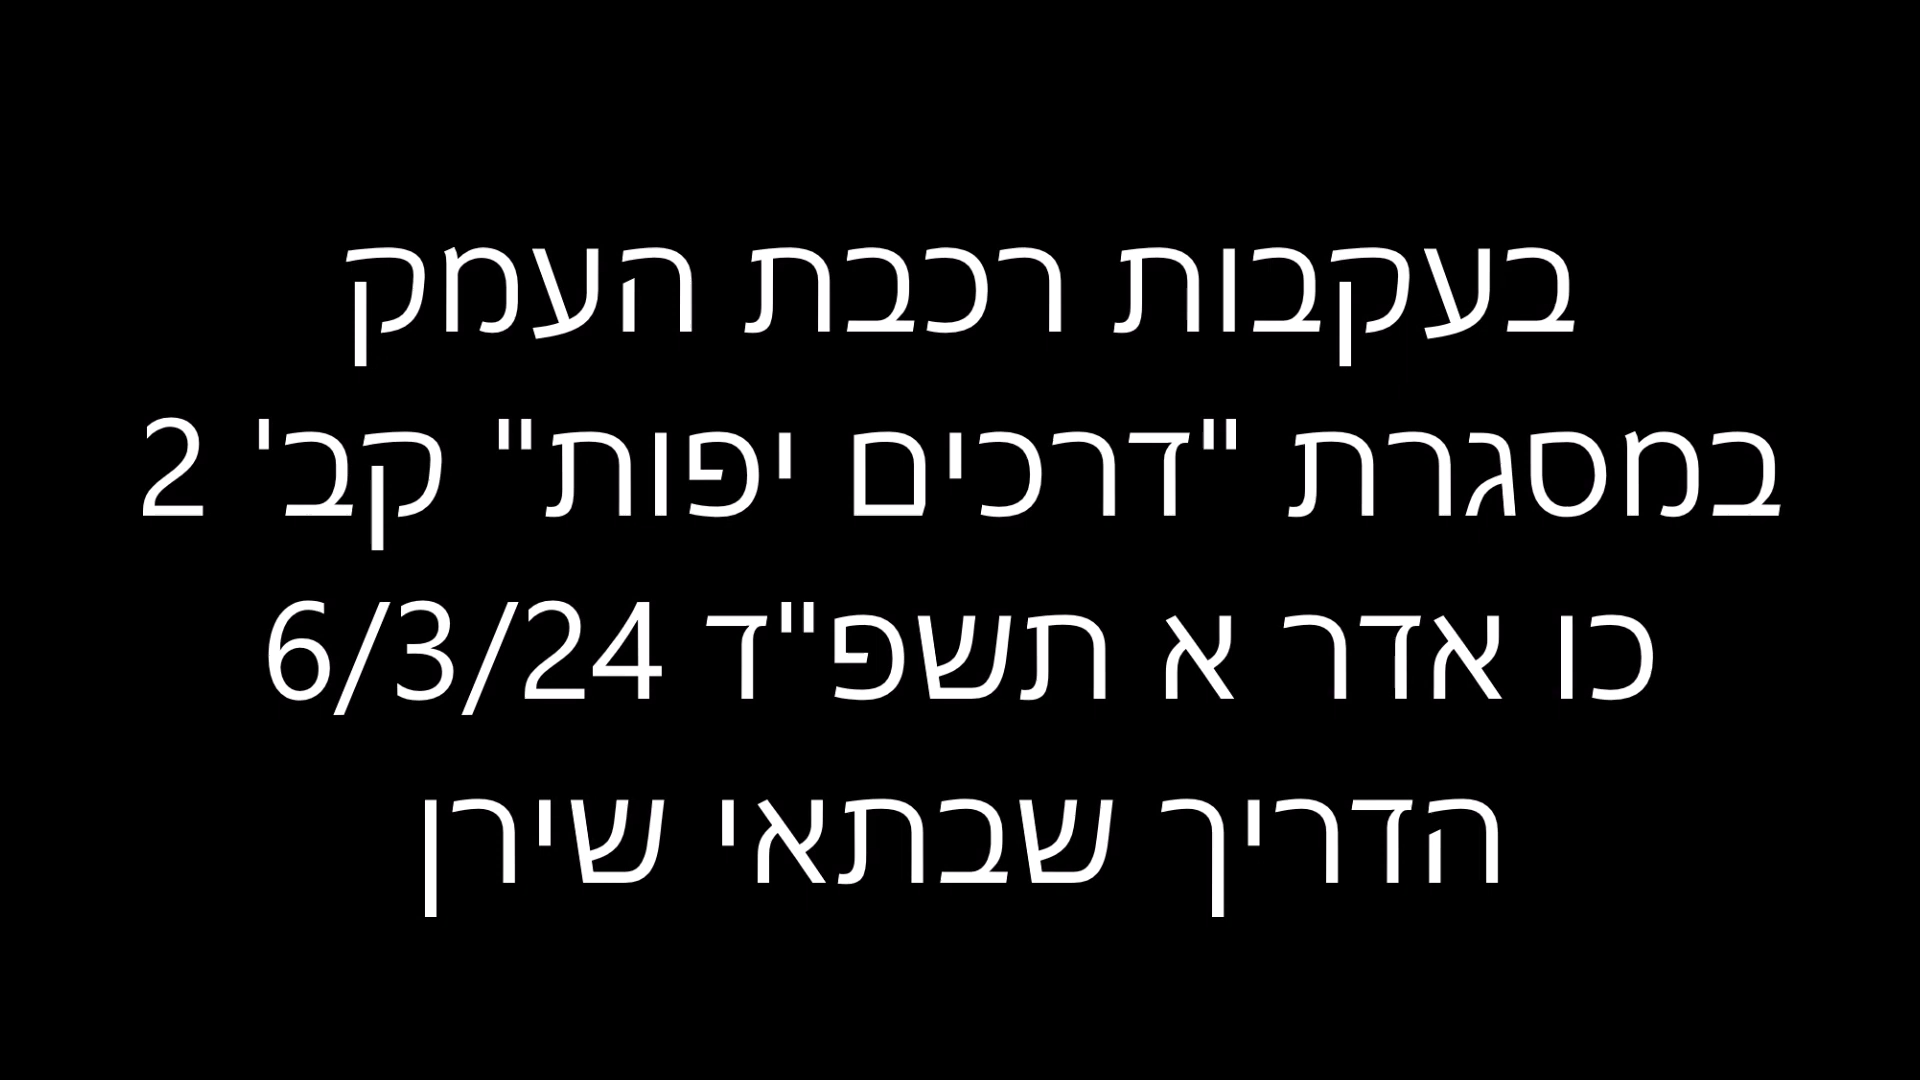 בעקבות רכבת העמק
במסגרת "דרכים יפות" קב' 2
כו אדר א תשפ"ד 6/3/24
הדריך שבתאי שירן